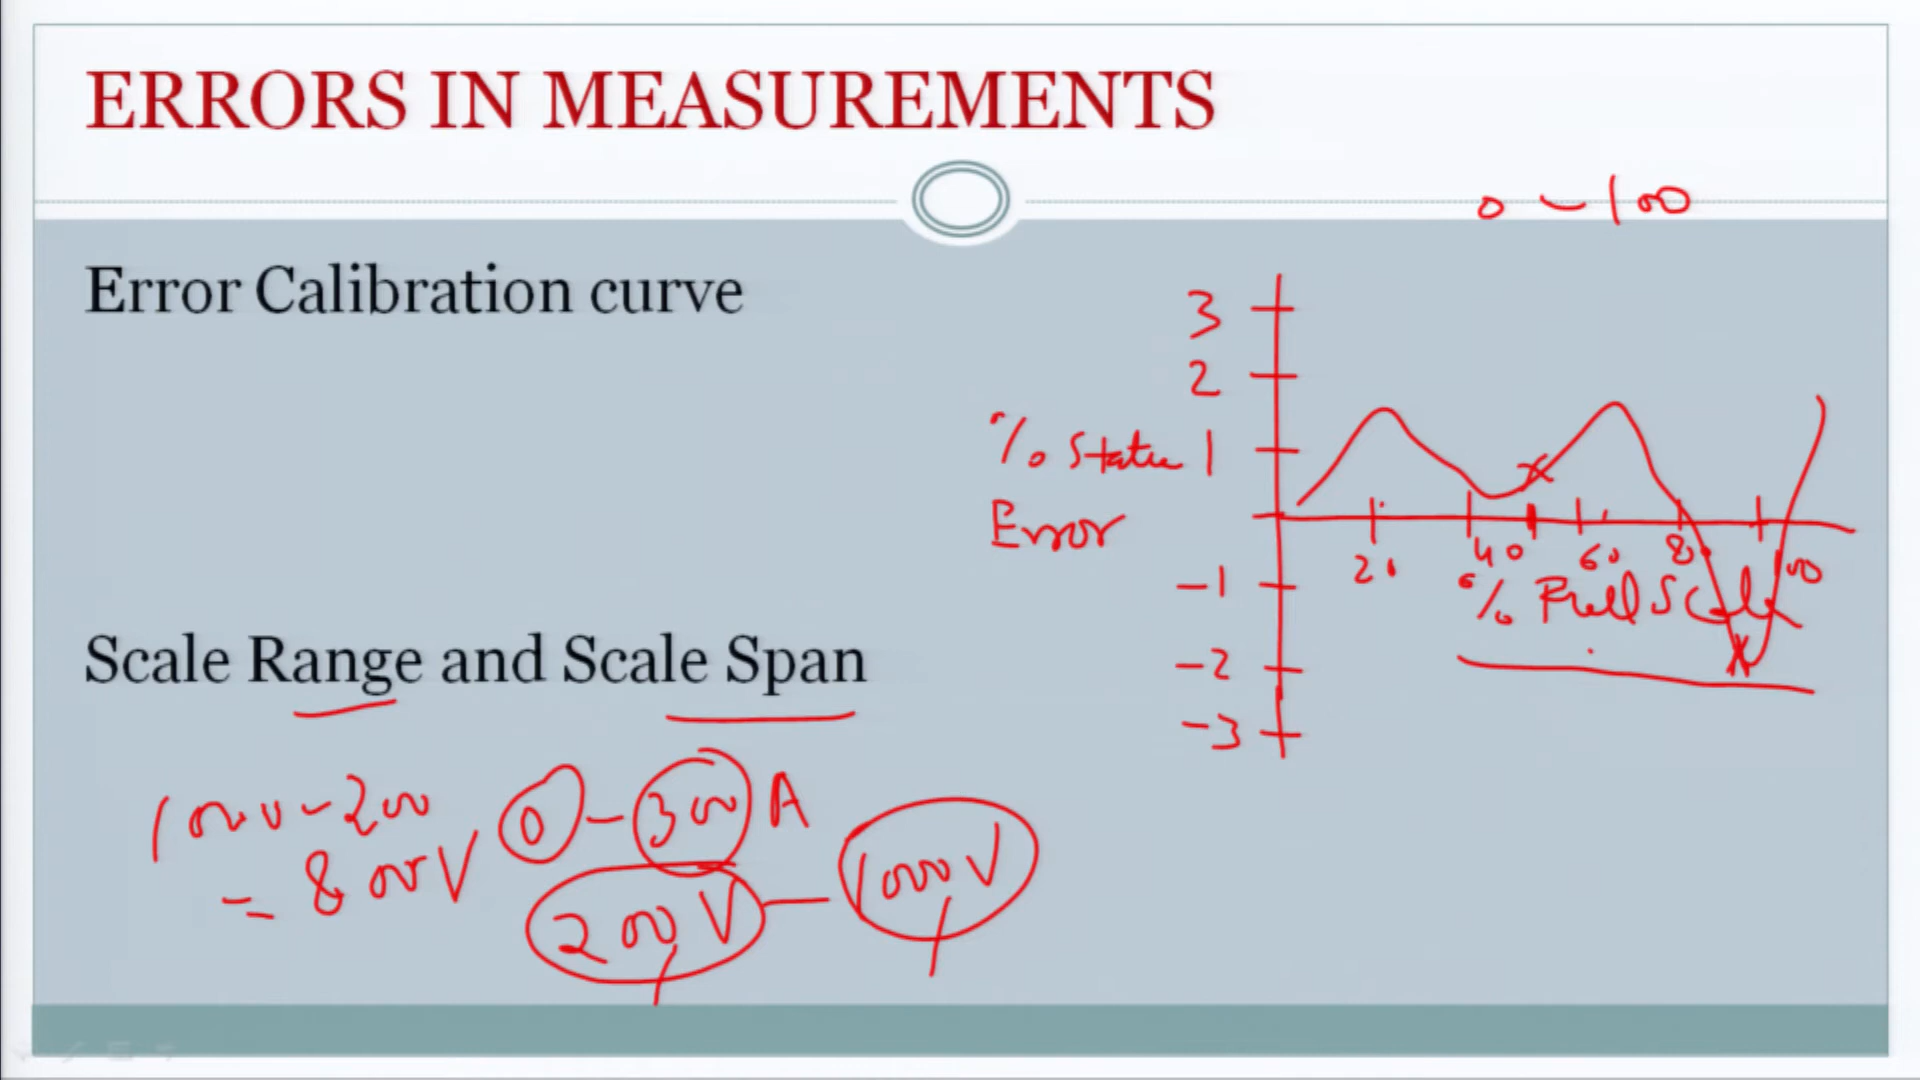 ERRORS IN MEASUREMENTS
0 – 100
Error Calibration curve
3
2
% Static 1
Error
20 40 60 80 100
-1
% Full Scale
-2
-3
Scale Range and Scale Span
1000 - 200
= 800 V
0 – 300 A
200 V — 1000 V